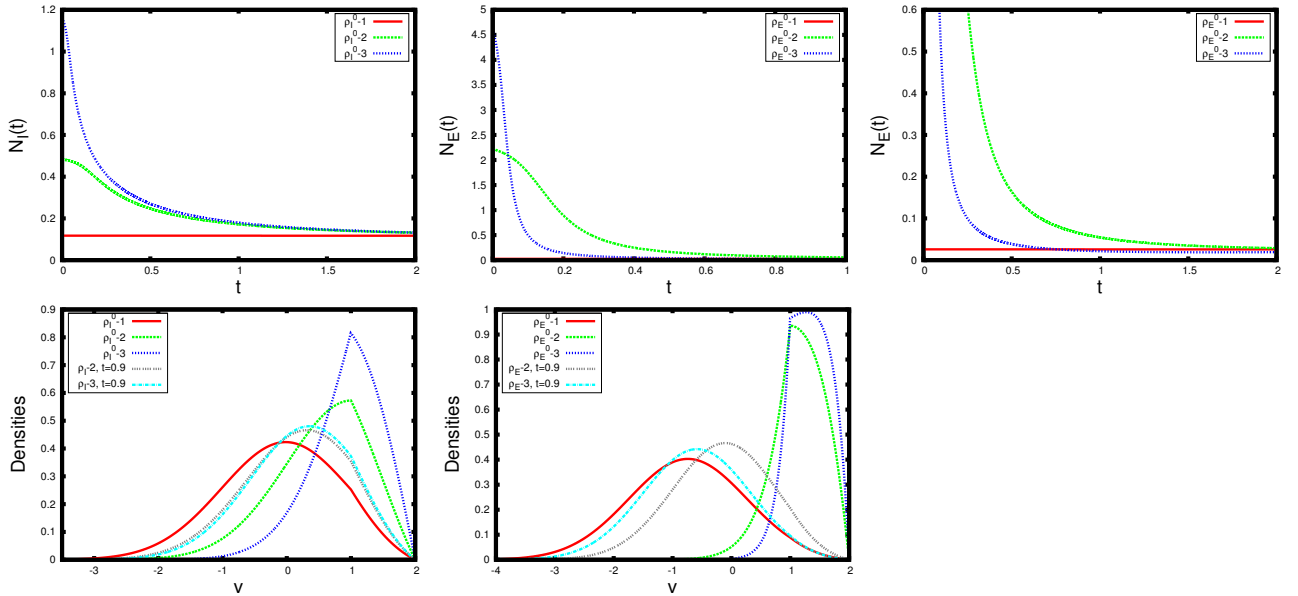 1.2
1
0.8
0.6
0.4
0.2
0
N_I(t)
ρ_I^0-1
ρ_I^0-2
ρ_I^0-3
0 0.5 1 1.5 2
t
5
4.5
4
3.5
3
2.5
2
1.5
1
0.5
0
N_E(t)
ρ_E^0-1
ρ_E^0-2
ρ_E^0-3
0 0.2 0.4 0.6 0.8 1
t
0.6
0.5
0.4
0.3
0.2
0.1
0
N_E(t)
ρ_E^0-1
ρ_E^0-2
ρ_E^0-3
0 0.5 1 1.5 2
t
0.9
0.8
0.7
0.6
0.5
0.4
0.3
0.2
0.1
0
Densities
ρ_I^0-1
ρ_I^0-2
ρ_I^0-3
ρ_I-2, t=0.9
ρ_I-3, t=0.9
-3 -2 -1 0 1 2
v
1
0.9
0.8
0.7
0.6
0.5
0.4
0.3
0.2
0.1
0
Densities
ρ_E^0-1
ρ_E^0-2
ρ_E^0-3
ρ_E-2, t=0.9
ρ_E-3, t=0.9
-4 -3 -2 -1 0 1 2
v